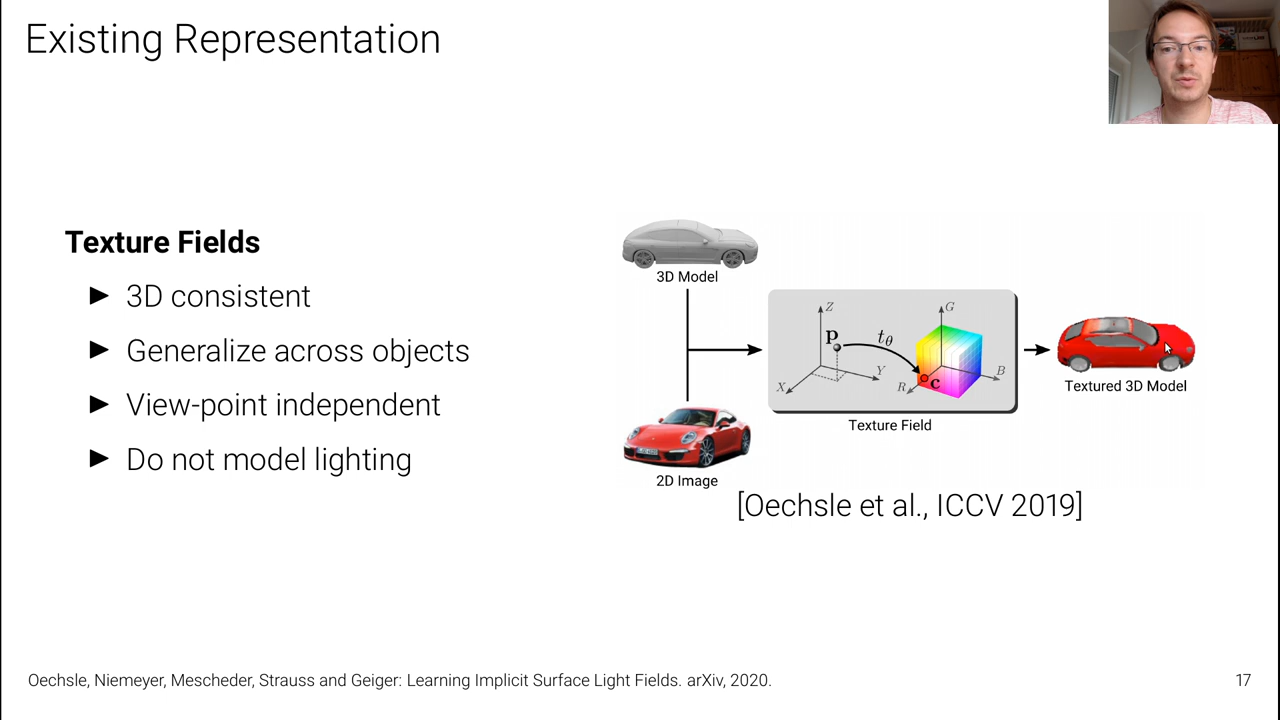 Existing Representation
Texture Fields
► 3D consistent
► Generalize across objects
► View-point independent
► Do not model lighting
3D Model
Z
p
tθ
G
X
Y
R
c
B
Texture Field
Textured 3D Model
2D Image
[Oechsle et al., ICCV 2019]
Oechsle, Niemeyer, Mescheder, Strauss and Geiger: Learning Implicit Surface Light Fields. arXiv, 2020.
17